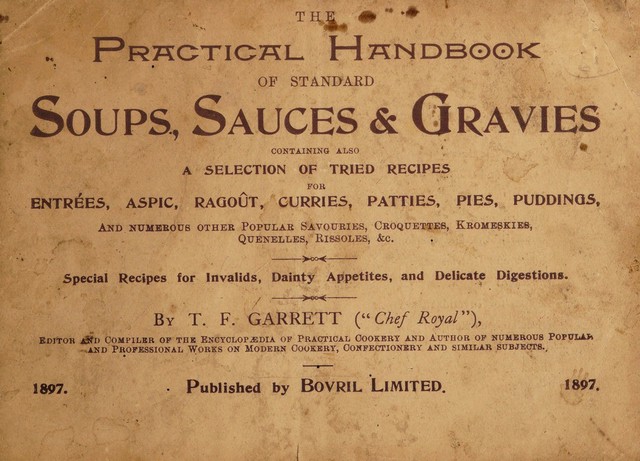 THE
PRACTICAL HANDBOOK
OF STANDARD
SOUPS, SAUCES & GRAVIES
CONTAINING ALSO
A SELECTION OF TRIED RECIPES
FOR
ENTRÉES, ASPIC, RAGOÛT, CURRIES, PATTIES, PIES, PUDDINGS,
AND NUMEROUS OTHER POPULAR SAVOURIES, CROQUETTES, KROMESKIES,
QUENELLES, RISSOLES, &c.
Special Recipes for Invalids, Dainty Appetites, and Delicate Digestions.
BY T. F. GARRETT ("Chef Royal"),
EDITOR AND COMPILER OF THE ENCYCLOPÆDIA OF PRACTICAL COOKERY AND AUTHOR OF NUMEROUS POPULAR
AND PROFESSIONAL WORKS ON MODERN COOKERY, CONFECTIONERY AND SIMILAR SUBJECTS.
1897. Published by BOVRIL LIMITED. 1897.